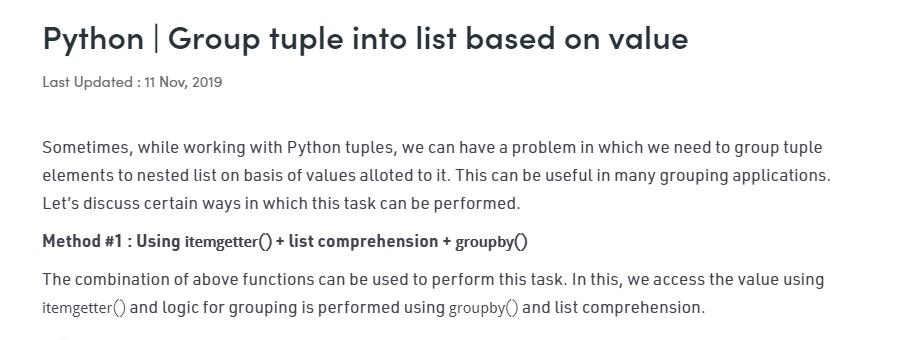 Python | Group tuple into list based on value
Last Updated : 11 Nov, 2019
Sometimes, while working with Python tuples, we can have a problem in which we need to group tuple
elements to nested list on basis of values alloted to it. This can be useful in many grouping applications.
Let's discuss certain ways in which this task can be performed.
Method #1 : Using itemgetter() + list comprehension + groupby()
The combination of above functions can be used to perform this task. In this, we access the value using
itemgetter() and logic for grouping is performed using groupby() and list comprehension.